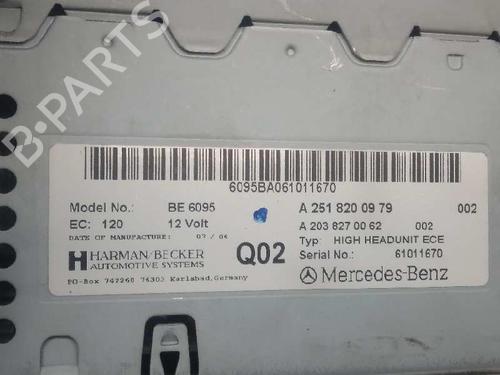 B-PARTS
6095BA061011670
Model No.: BE 6095
A 251 820 09 79 002
EC: 120 12 Volt
A 203 827 00 62 002
DATE OF MANUFACTURE: 07/06
Typ HIGH HEADUNIT ECE
HARMAN/BECKER
AUTOMOTIVE SYSTEMS
Q02
Serial No.: 61011670
Mercedes-Benz
PO-Box 742260 76303 Karlsbad,Germany